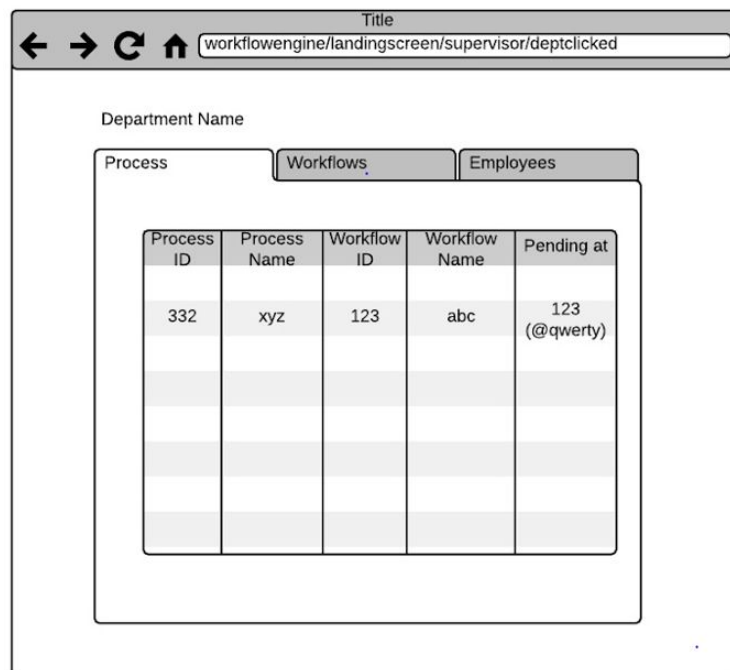 Title
workflowengine/landingscreen/supervisor/deptclicked
Department Name
Process
Workflows
Employees
Process ID
Process Name
Workflow ID
Workflow Name
Pending at
332
xyz
123
abc
123
(@qwerty)